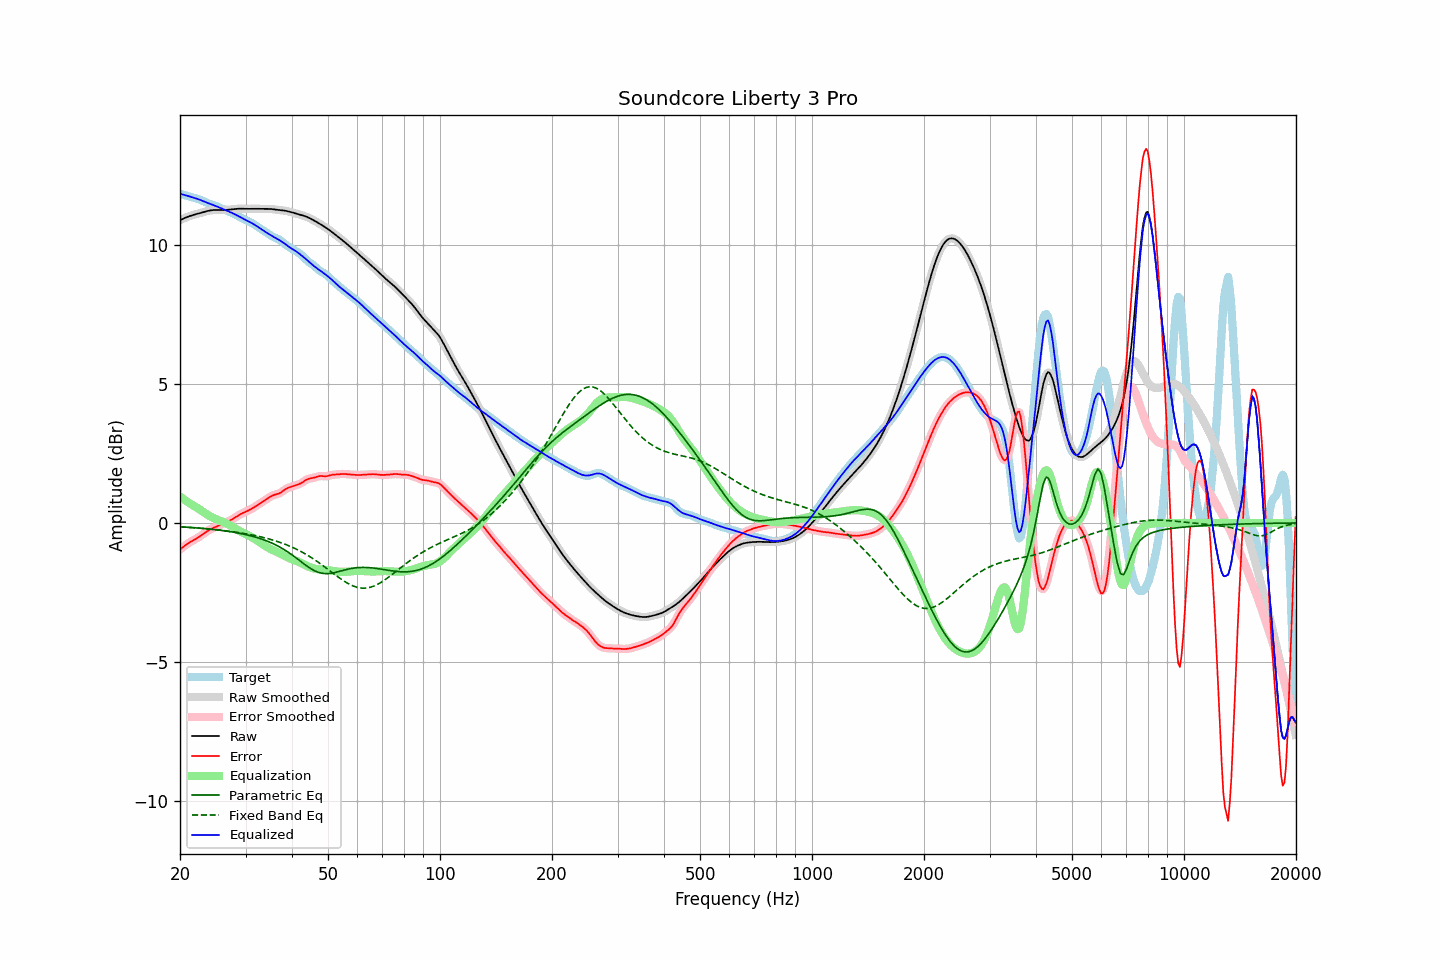 Soundcore Liberty 3 Pro
Amplitude (dBr)
10
5
0
−5
−10
Target
Raw Smoothed
Error Smoothed
Raw
Error
Equalization
Parametric Eq
Fixed Band Eq
Equalized
20 50 100 200 500 1000 2000 5000 10000 20000
Frequency (Hz)